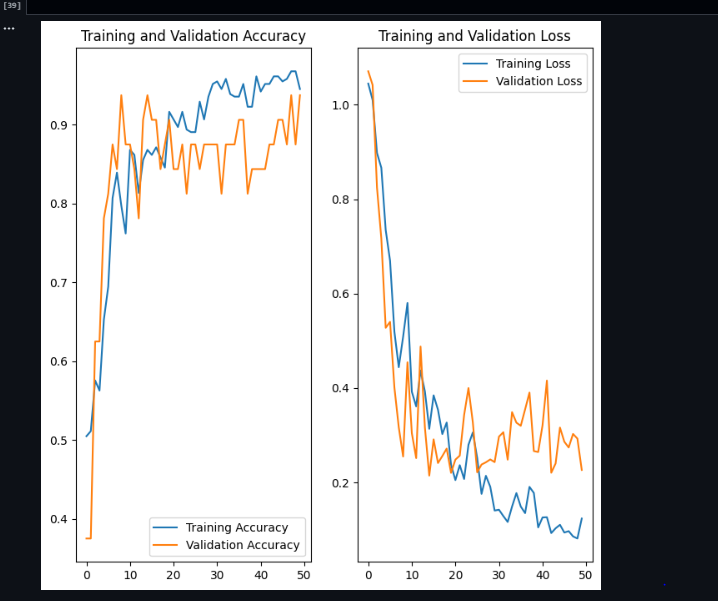 [39]
...
Training and Validation Accuracy
0.9
0.8
0.7
0.6
0.5
0.4
Training Accuracy
Validation Accuracy
0 10 20 30 40 50
Training and Validation Loss
Training Loss
Validation Loss
1.0
0.8
0.6
0.4
0.2
0 10 20 30 40 50